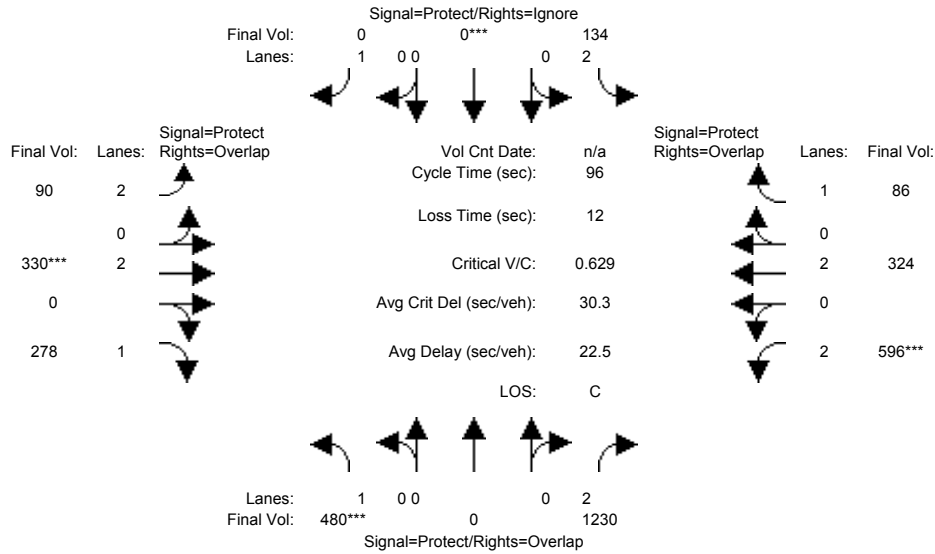 Signal=Protect/Rights=Ignore
Final Vol: 0 0*** 134
Lanes: 1 0 0 0 2
Signal=Protect
Final Vol: Lanes: Rights=Overlap
Vol Cnt Date: n/a
Signal=Protect
Rights=Overlap Lanes: Final Vol:
Cycle Time (sec): 96
90 2
1 86
Loss Time (sec): 12
0
0
330*** 2
Critical V/C: 0.629
2 324
0
Avg Crit Del (sec/veh): 30.3
0
278 1
Avg Delay (sec/veh): 22.5
2 596***
LOS: C
Lanes: 1 0 0 0 2
Final Vol: 480*** 0 1230
Signal=Protect/Rights=Overlap